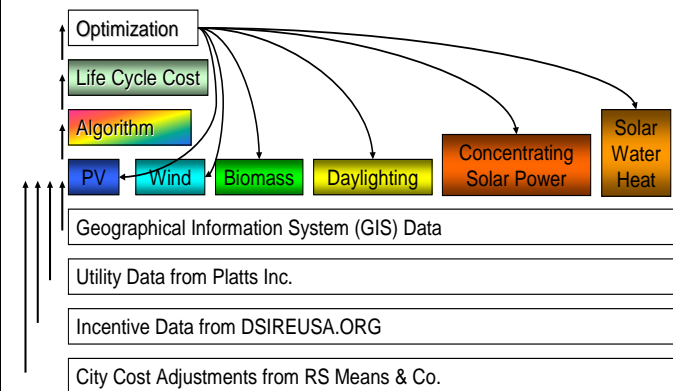 Optimization
Life Cycle Cost
Algorithm
PV
Wind
Biomass
Daylighting
Concentrating
Solar Power
Solar
Water
Heat
Geographical Information System (GIS) Data
Utility Data from Platts Inc.
Incentive Data from DSIREUSA.ORG
City Cost Adjustments from RS Means & Co.